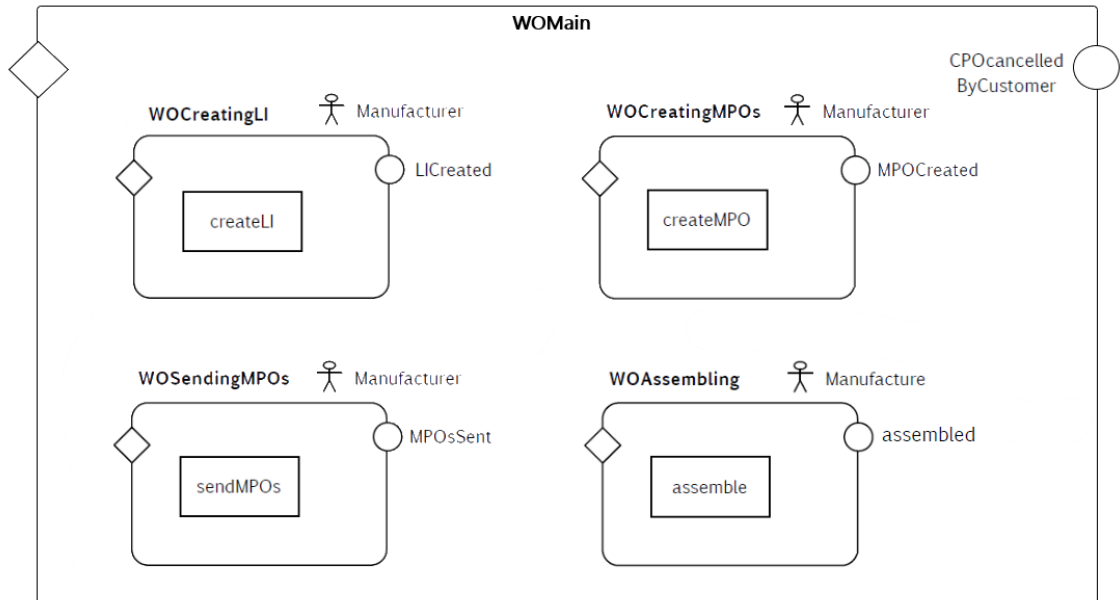 WOMain
CPOcancelled
ByCustomer
WOCreatingLI
Manufacturer
LICreated
createLI
WOCreatingMPOs
Manufacturer
MPOCreated
createMPO
WOSendingMPOs
Manufacturer
MPOsSent
sendMPOs
WOAssembling
Manufacture
assembled
assemble